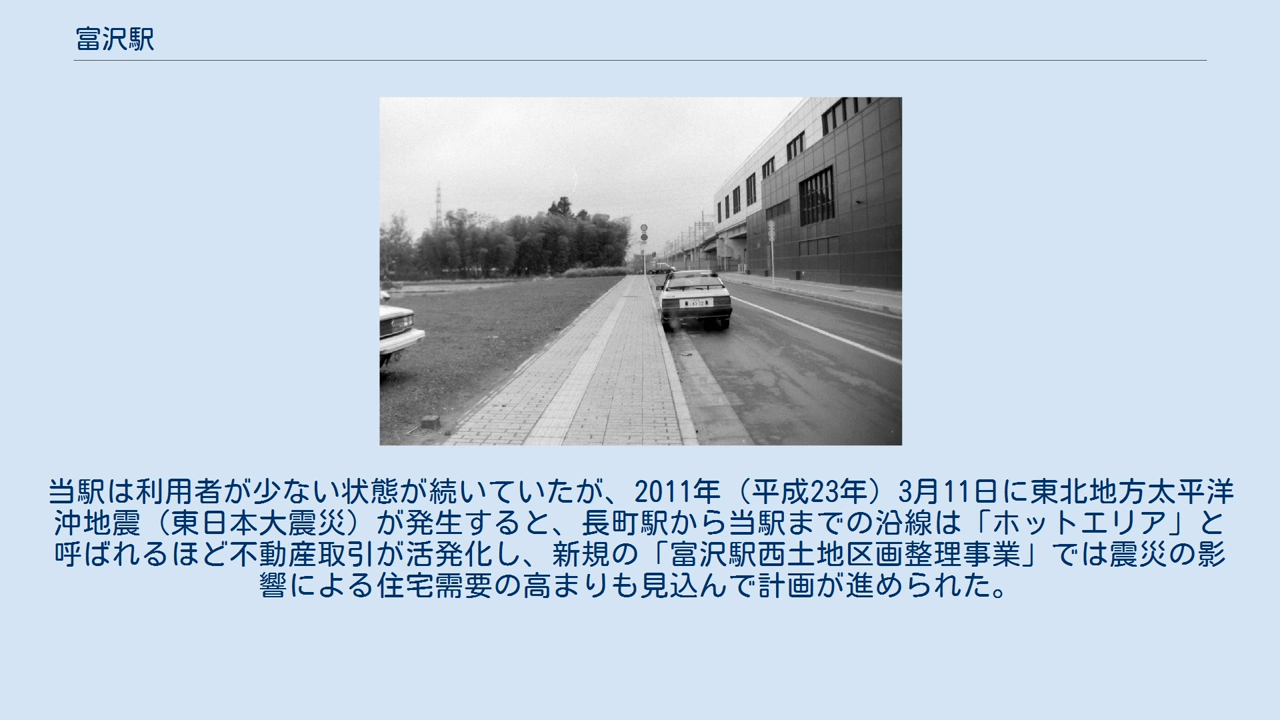 富沢駅
当駅は利用者が少ない状態が続いていたが、2011年（平成23年）3月11日に東北地方太平洋
沖地震（東日本大震災）が発生すると、長町駅から当駅までの沿線は「ホットエリア」と
呼ばれるほど不動産取引が活発化し、新規の「富沢駅西土地区画整理事業」では震災の影
響による住宅需要の高まりも見込んで計画が進められた。